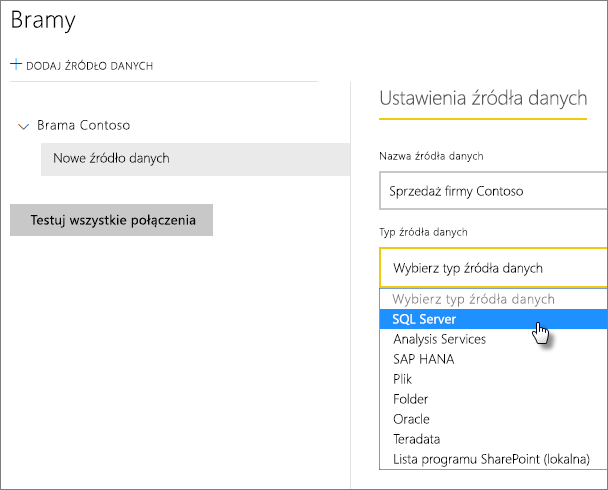 Bramy
+ DODAJ ŹRÓDŁO DANYCH
Brama Contoso
Nowe źródło danych
Testuj wszystkie połączenia
Ustawienia źródła danych
Nazwa źródła danych
Sprzedaż firmy Contoso
Typ źródła danych
Wybierz typ źródła danych
Wybierz typ źródła danych
SQL Server
Analysis Services
SAP HANA
Plik
Folder
Oracle
Teradata
Lista programu SharePoint (lokalna)